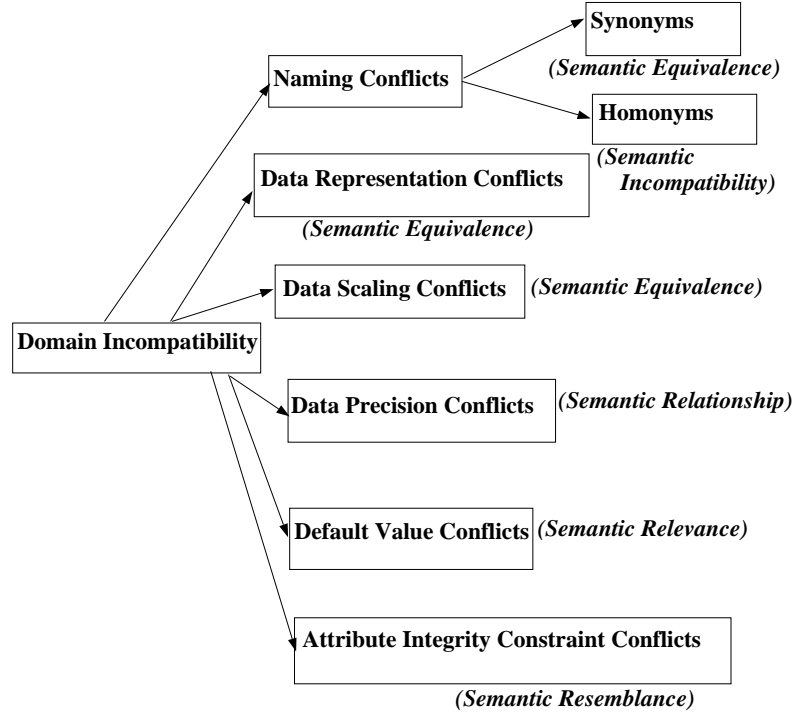 Synonyms
(Semantic Equivalence)
Naming Conflicts
Homonyms
(Semantic
Incompatibility)
Data Representation Conflicts
(Semantic Equivalence)
Data Scaling Conflicts
(Semantic Equivalence)
Domain Incompatibility
Data Precision Conflicts
(Semantic Relationship)
Default Value Conflicts
(Semantic Relevance)
Attribute Integrity Constraint Conflicts
(Semantic Resemblance)